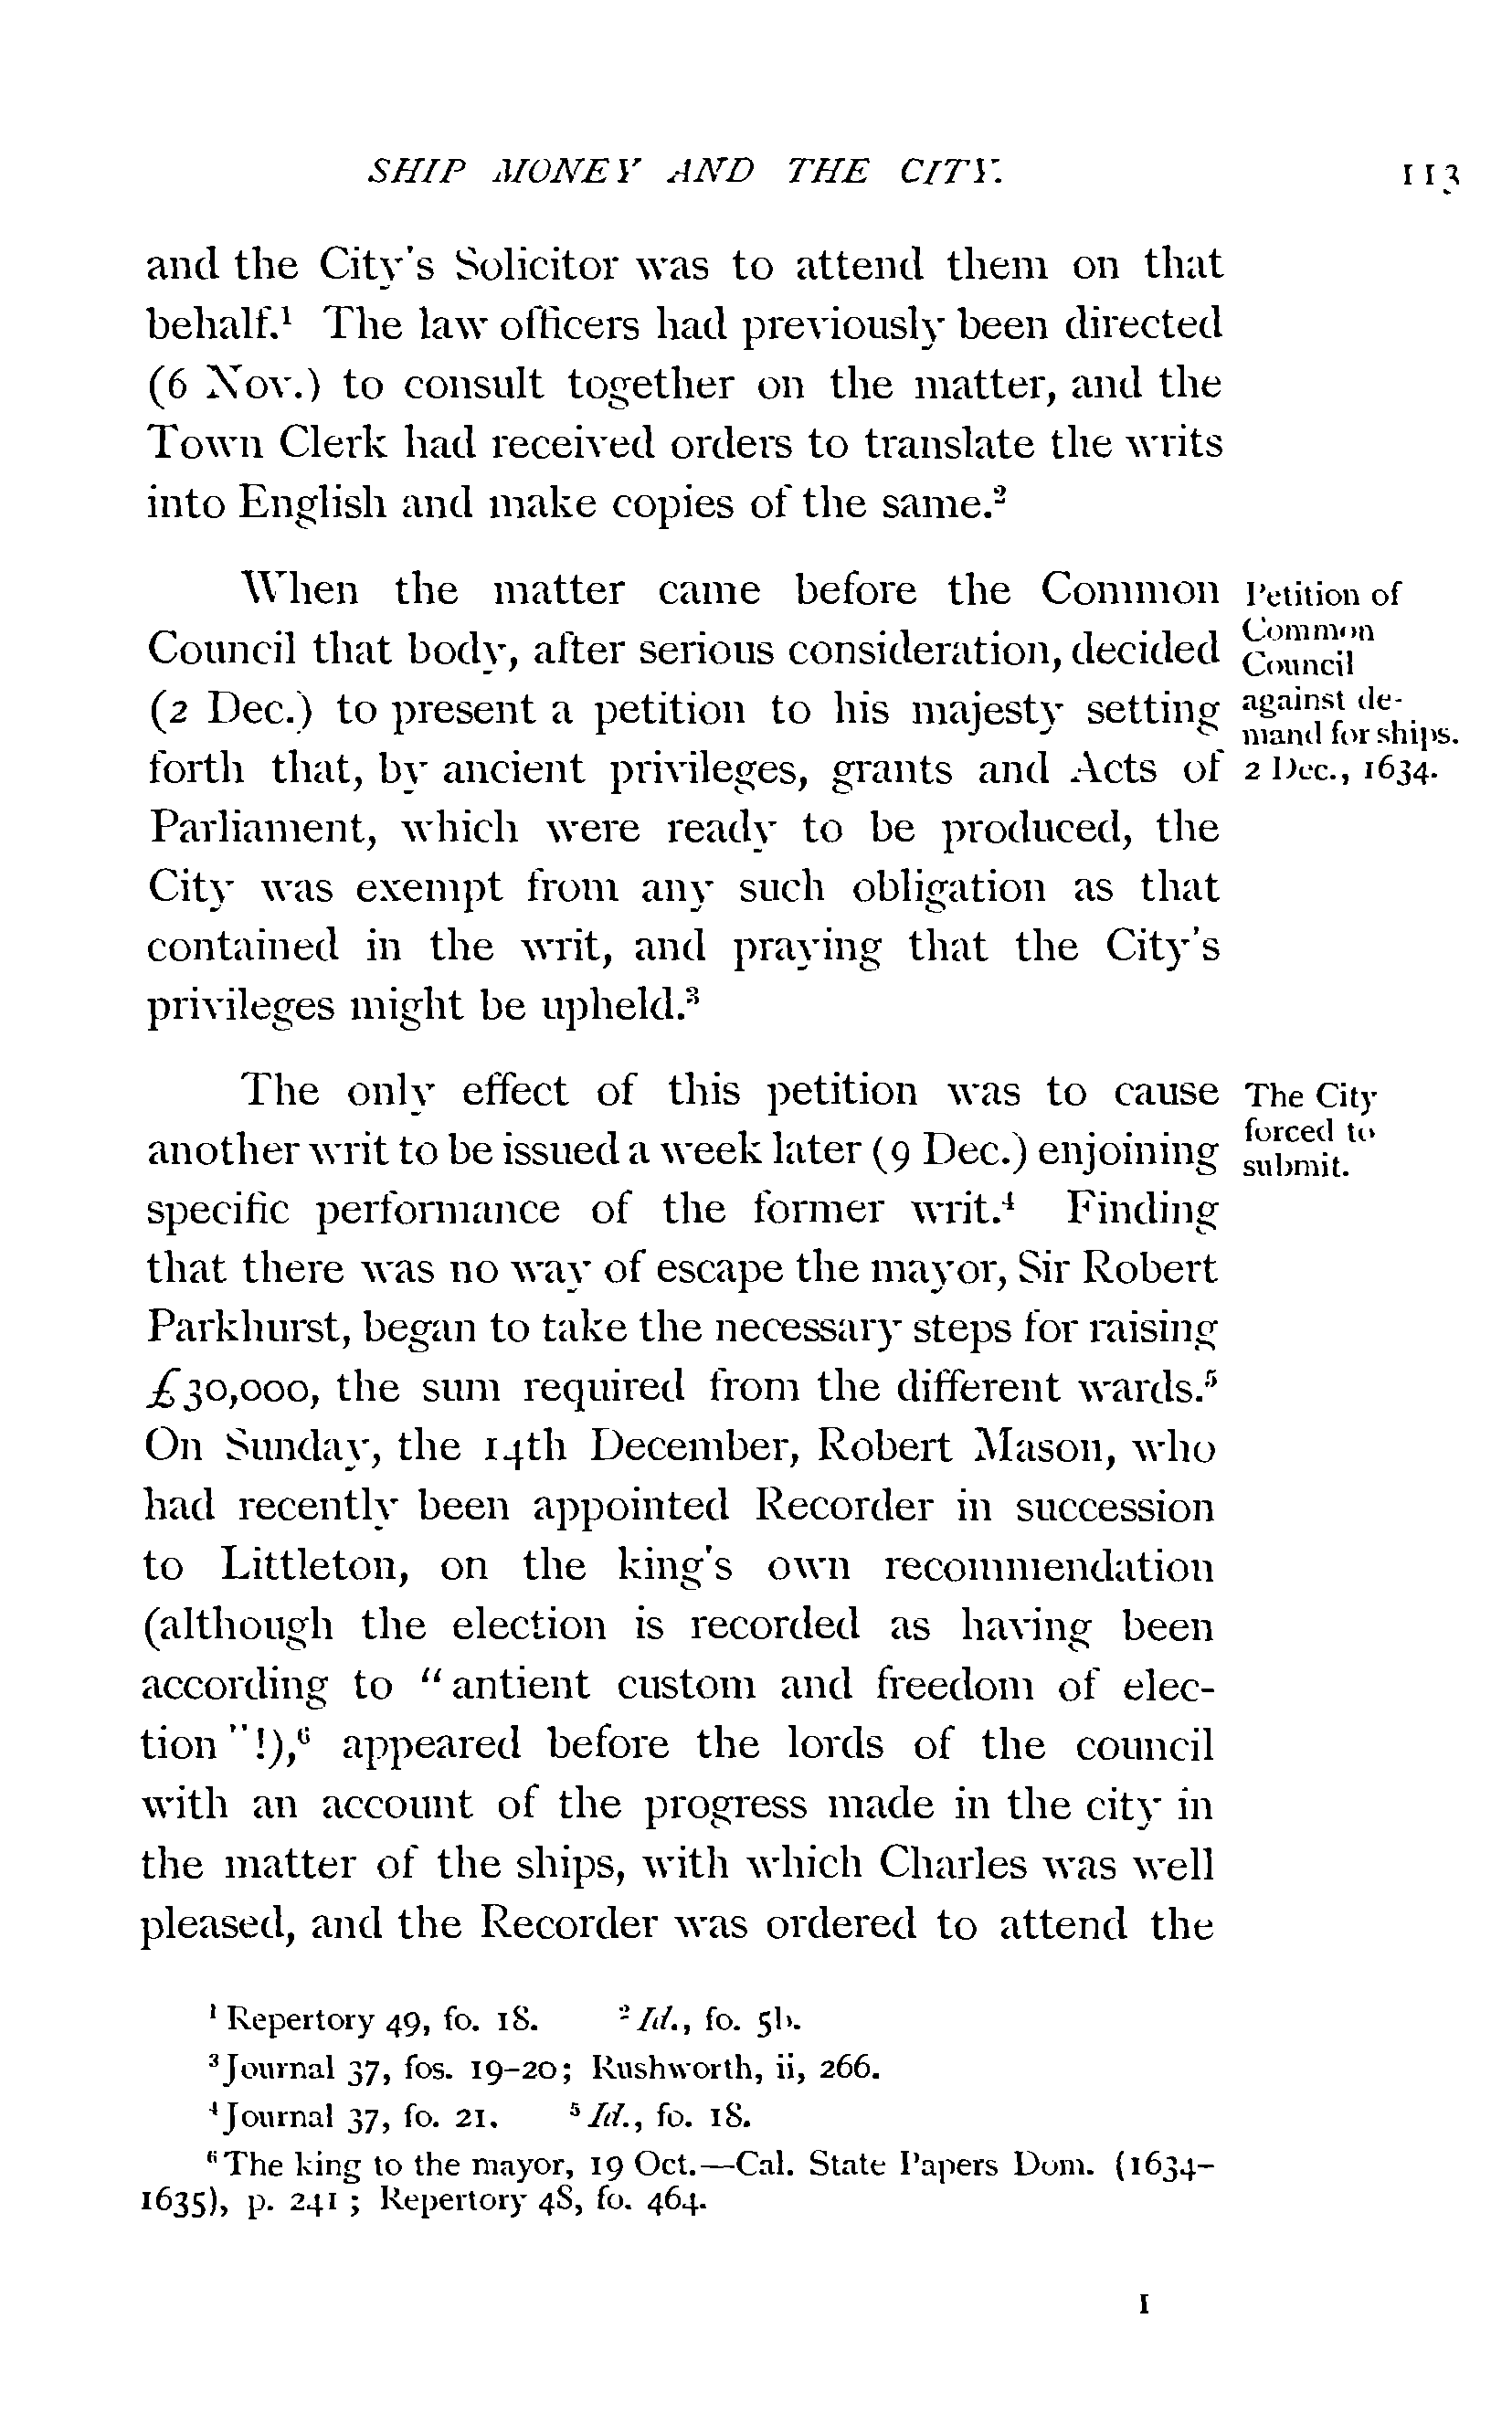 SHIP MONEY AND THE CITY. 113
and the City's Solicitor was to attend them on that
behalf.¹ The law officers had previously been directed
(6 Nov.) to consult together on the matter, and the
Town Clerk had received orders to translate the writs
into English and make copies of the same.²
When the matter came before the Common
Council that body, after serious consideration, decided
(2 Dec.) to present a petition to his majesty setting
forth that, by ancient privileges, grants and Acts of
Parliament, which were ready to be produced, the
City was exempt from any such obligation as that
contained in the writ, and praying that the City's
privileges might be upheld.³
Petition of
Common
Council
against de-
mand for ships.
2 Dec., 1634.
The only effect of this petition was to cause
another writ to be issued a week later (9 Dec.) enjoining
specific performance of the former writ.⁴ Finding
that there was no way of escape the mayor, Sir Robert
Parkhurst, began to take the necessary steps for raising
£30,000, the sum required from the different wards.⁵
On Sunday, the 14th December, Robert Mason, who
had recently been appointed Recorder in succession
to Littleton, on the king's own recommendation
(although the election is recorded as having been
according to "antient custom and freedom of elec-
tion"!),⁶ appeared before the lords of the council
with an account of the progress made in the city in
the matter of the ships, with which Charles was well
pleased, and the Recorder was ordered to attend the
The City
forced to
submit.
¹ Repertory 49, fo. 18. ² Id., fo. 5b.
³ Journal 37, fos. 19-20; Rushworth, ii, 266.
⁴ Journal 37, fo. 21. ⁵ Id., fo. 18.
⁶ The king to the mayor, 19 Oct.—Cal. State Papers Dom. (1634-
1635), p. 241 ; Repertory 48, fo. 464.
I